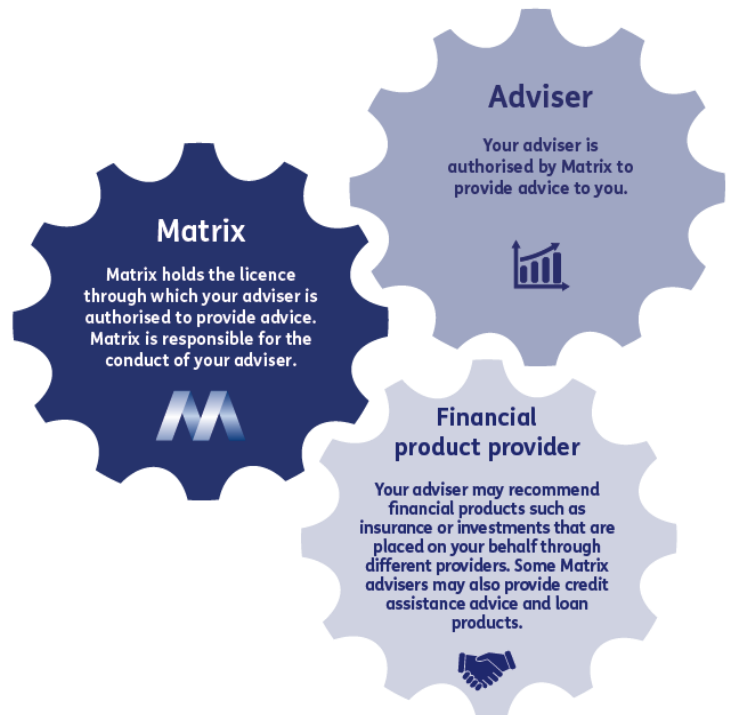 Adviser
Your adviser is
authorised by Matrix to
provide advice to you.
Matrix
Matrix holds the licence
through which your adviser is
authorised to provide advice.
Matrix is responsible for the
conduct of your adviser.
M
Financial
product provider
Your adviser may recommend
financial products such as
insurance or investments that are
placed on your behalf through
different providers. Some Matrix
advisers may also provide credit
assistance advice and loan
products.